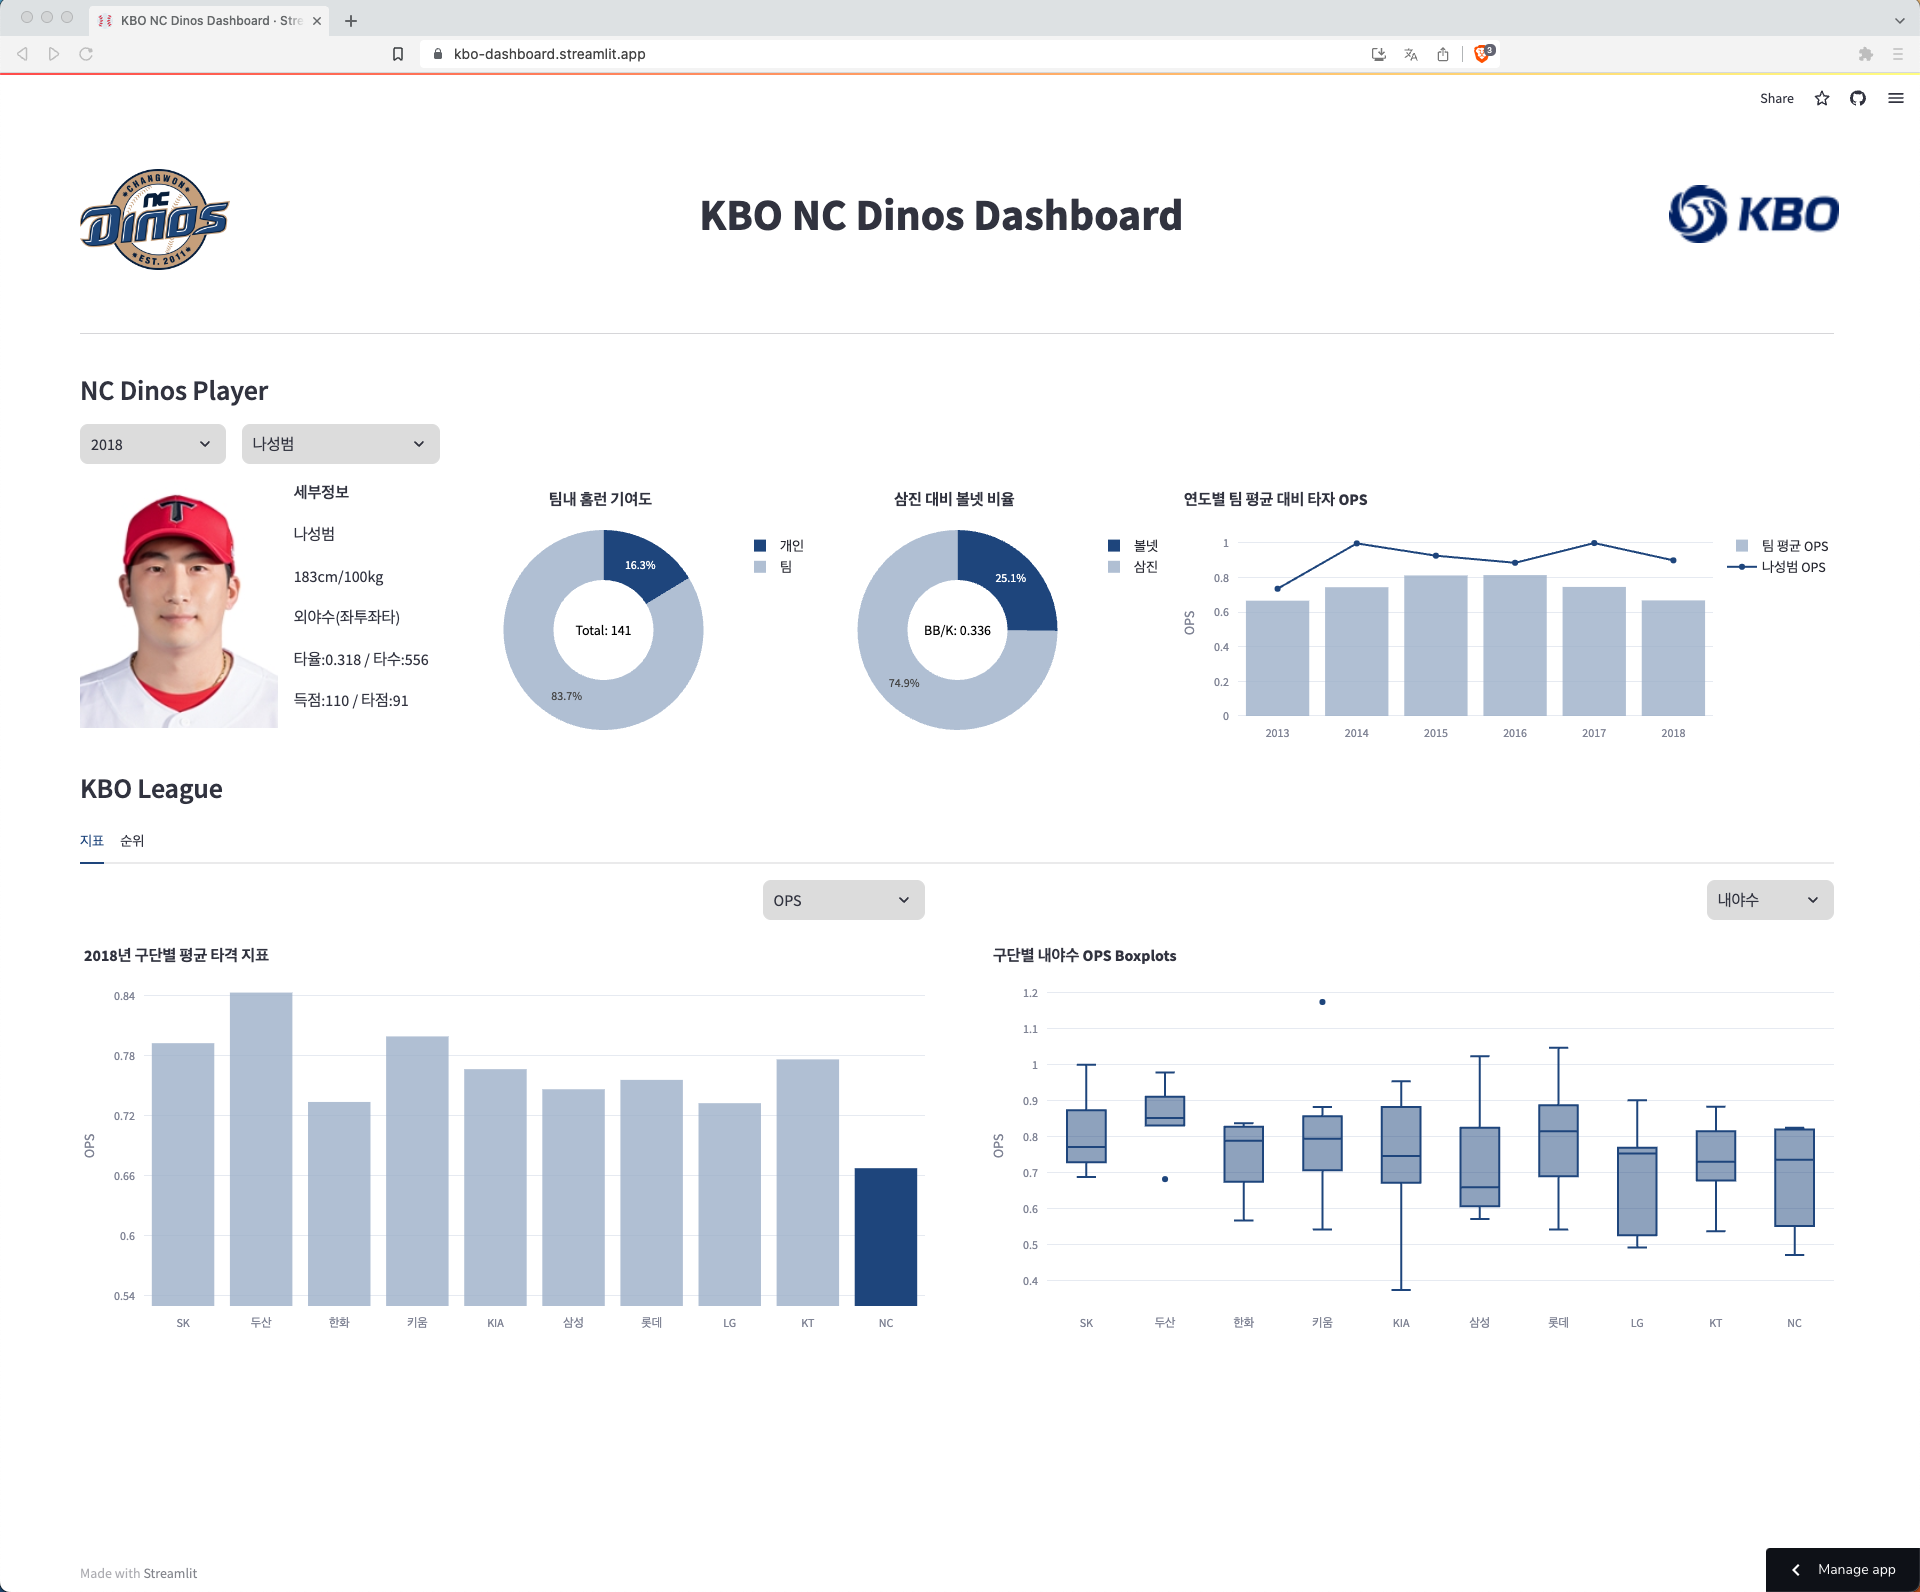 KBO NC Dinos Dashboard · Stre
kbo-dashboard.streamlit.app
3
Share
CHANGWON
NC
Dinos
EST. 2011
KBO NC Dinos Dashboard
KBO
NC Dinos Player
2018
나성범
세부정보
나성범
183cm/100kg
외야수(좌투좌타)
타율:0.318 / 타수:556
득점:110 / 타점:91
팀내 홈런 기여도
16.3%
83.7%
Total: 141
개인
팀
삼진 대비 볼넷 비율
25.1%
74.9%
BB/K: 0.336
볼넷
삼진
연도별 팀 평균 대비 타자 OPS
1
0.8
0.6
0.4
0.2
0
OPS
2013 2014 2015 2016 2017 2018
팀 평균 OPS
나성범 OPS
KBO League
지표 순위
OPS
내야수
2018년 구단별 평균 타격 지표
0.84
0.78
0.72
0.66
0.6
0.54
OPS
SK 두산 한화 키움 KIA 삼성 롯데 LG KT NC
구단별 내야수 OPS Boxplots
1.2
1.1
1
0.9
0.8
0.7
0.6
0.5
0.4
OPS
SK 두산 한화 키움 KIA 삼성 롯데 LG KT NC
Made with Streamlit
Manage app